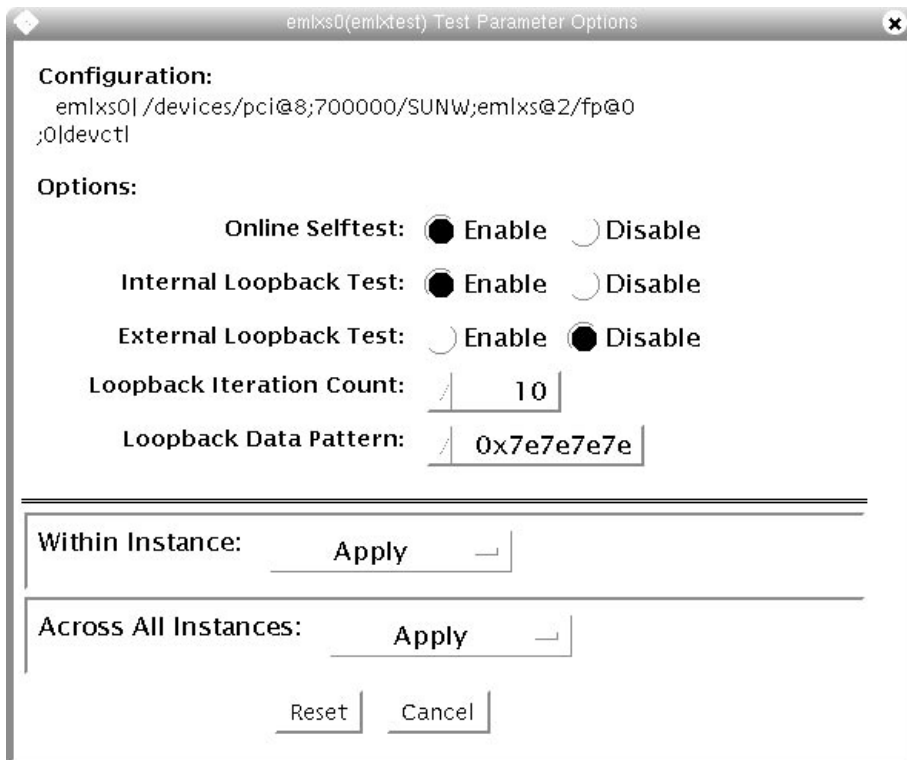 emlxs0(emlxtest) Test Parameter Options
Configuration:
emlxs0| /devices/pci@8;700000/SUNW;emlxs@2/fp@0
;0|devctl
Options:
Online Selftest: Enable Disable
Internal Loopback Test: Enable Disable
External Loopback Test: Enable Disable
Loopback Iteration Count: 10
Loopback Data Pattern: 0x7e7e7e7e
Within Instance: Apply
Across All Instances: Apply
Reset Cancel